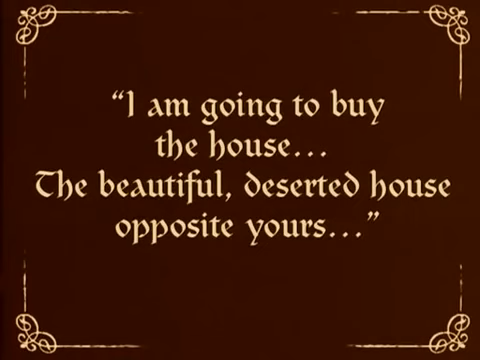 “I am going to buy
the house...
The beautiful, deserted house
opposite yours...”